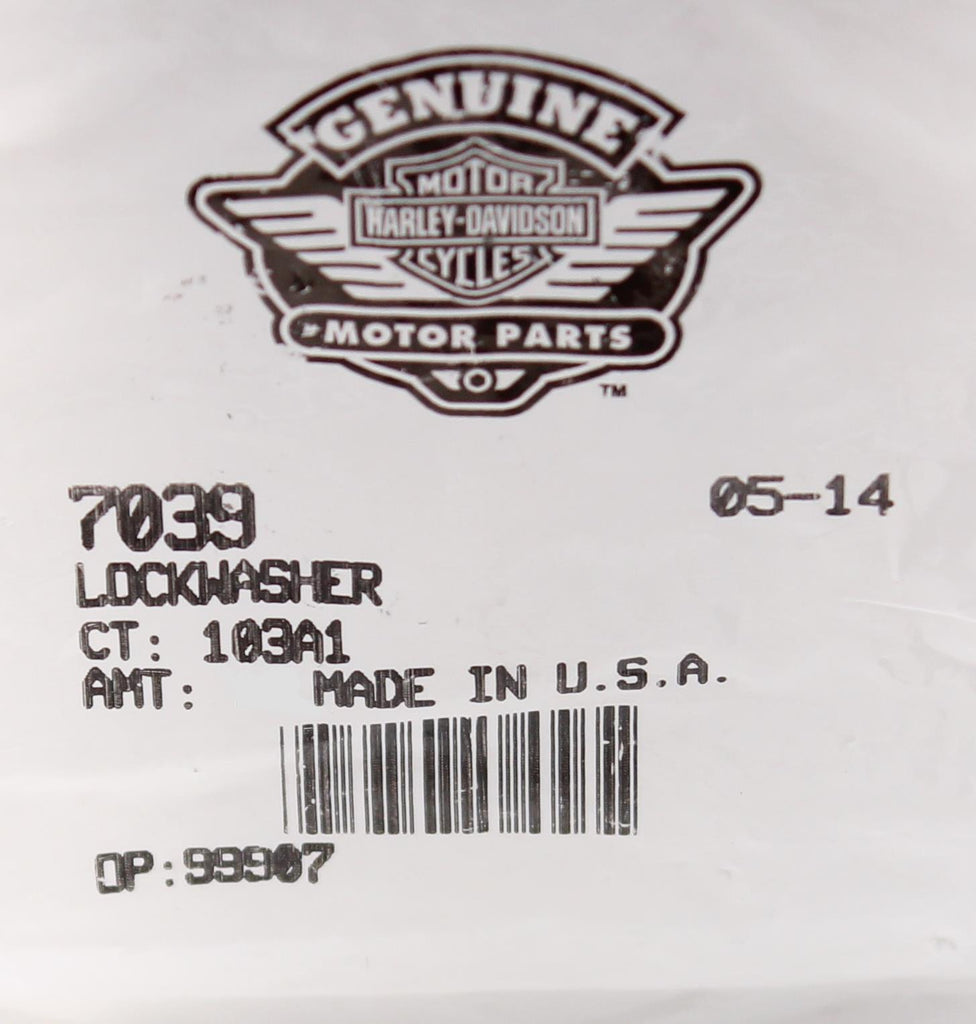 GENUINE
MOTOR
HARLEY-DAVIDSON
CYCLES
MOTOR PARTS
TM
7039
05-14
LOCKWASHER
CT: 103A1
AMT: MADE IN U.S.A.
OP:99907